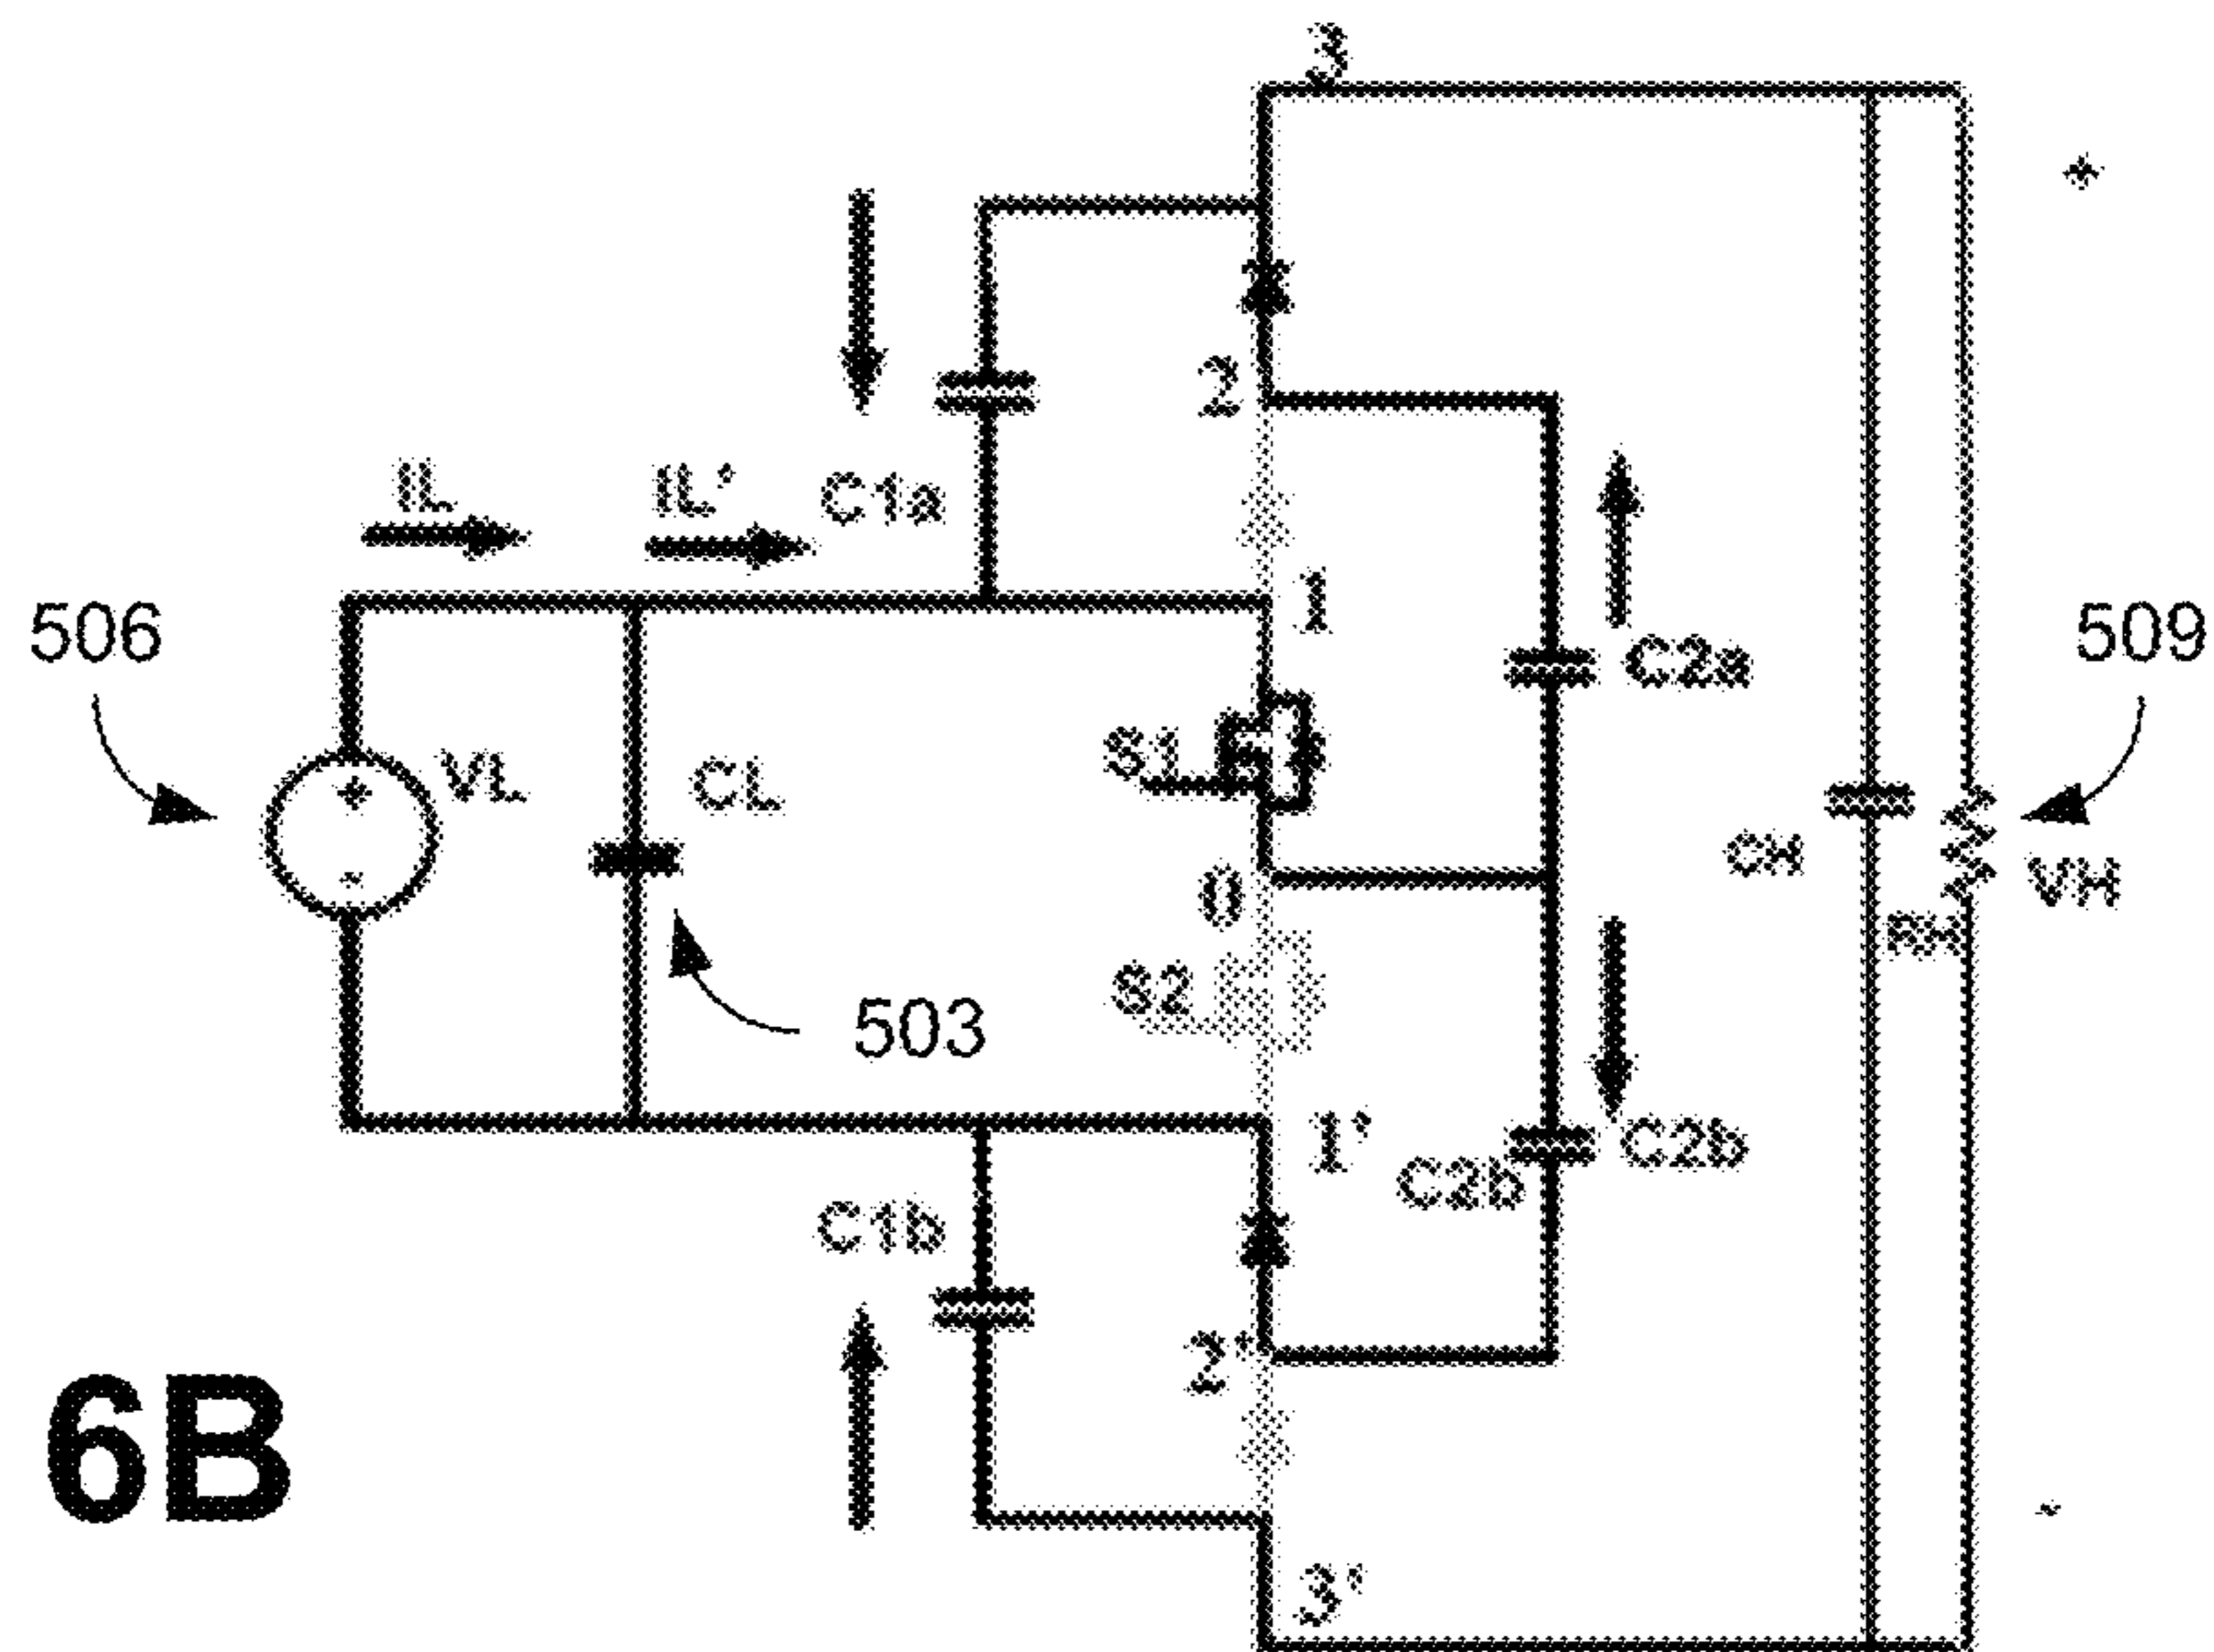 3
+
2
IL
IL'
C1a
1
506
C2a
509
S1
VL
+
CL
-
CH
VH
0
RH
S2
503
1'
C2b
C2b
C1b
2'
6B
-
3'